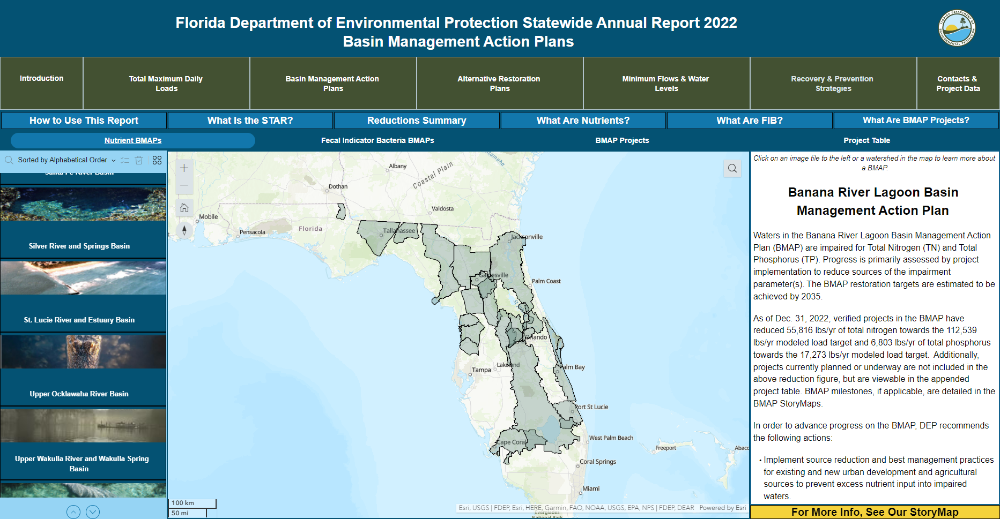 Florida Department of Environmental Protection Statewide Annual Report 2022
Basin Management Action Plans
FLORIDA DEPARTMENT OF ENVIRONMENTAL PROTECTION
Introduction
Total Maximum Daily
Loads
Basin Management Action
Plans
Alternative Restoration
Plans
Minimum Flows & Water
Levels
Recovery & Prevention
Strategies
Contacts &
Project Data
How to Use This Report
What Is the STAR?
Reductions Summary
What Are Nutrients?
What Are FIB?
What Are BMAP Projects?
Nutrient BMAPs
Fecal Indicator Bacteria BMAPs
BMAP Projects
Project Table
Sorted by Alphabetical Order
Santa Fe River Basin
Silver River and Springs Basin
St. Lucie River and Estuary Basin
Upper Ocklawaha River Basin
Upper Wakulla River and Wakulla Spring
Basin
Albany
Coastal Plain
Dothan
Valdosta
Mobile
Pensacola
Florida
Tallahassee
Jacksonville
Gainesville
Palm Coast
Orlando
Lakeland
Tampa
Palm Bay
Port St Lucie
Cape Coral
West Palm Beach
Freeport
Coral Springs
Miami
Everglades
National Park
100 km
50 mi
Esri, USGS | FDEP, Esri, HERE, Garmin, FAO, NOAA, USGS, EPA, NPS | FDEP, DEAR
Powered by Esri
Click on an image tile to the left or a watershed in the map to learn more about
a BMAP.
Banana River Lagoon Basin
Management Action Plan
Waters in the Banana River Lagoon Basin Management Action
Plan (BMAP) are impaired for Total Nitrogen (TN) and Total
Phosphorus (TP). Progress is primarily assessed by project
implementation to reduce sources of the impairment
parameter(s). The BMAP restoration targets are estimated to be
achieved by 2035.
As of Dec. 31, 2022, verified projects in the BMAP have
reduced 55,816 lbs/yr of total nitrogen towards the 112,539
lbs/yr modeled load target and 6,803 lbs/yr of total phosphorus
towards the 17,273 lbs/yr modeled load target. Additionally,
projects currently planned or underway are not included in the
above reduction figure, but are viewable in the appended
project table. BMAP milestones, if applicable, are detailed in the
BMAP StoryMaps.
In order to advance progress on the BMAP, DEP recommends
the following actions:
• Implement source reduction and best management practices
for existing and new urban development and agricultural
sources to prevent excess nutrient input into impaired
waters.
For More Info, See Our StoryMap